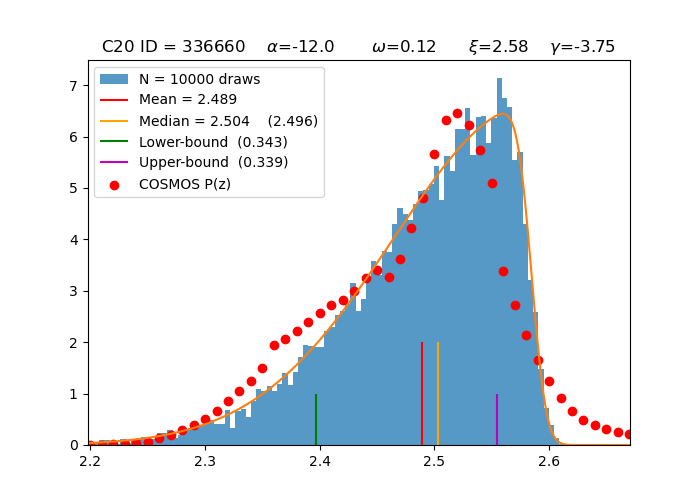 C20 ID = 336660 α=-12.0 ω=0.12 ξ=2.58 γ=-3.75
N = 10000 draws
Mean = 2.489
Median = 2.504 (2.496)
Lower-bound (0.343)
Upper-bound (0.339)
COSMOS P(z)
7
6
5
4
3
2
1
0
2.2 2.3 2.4 2.5 2.6